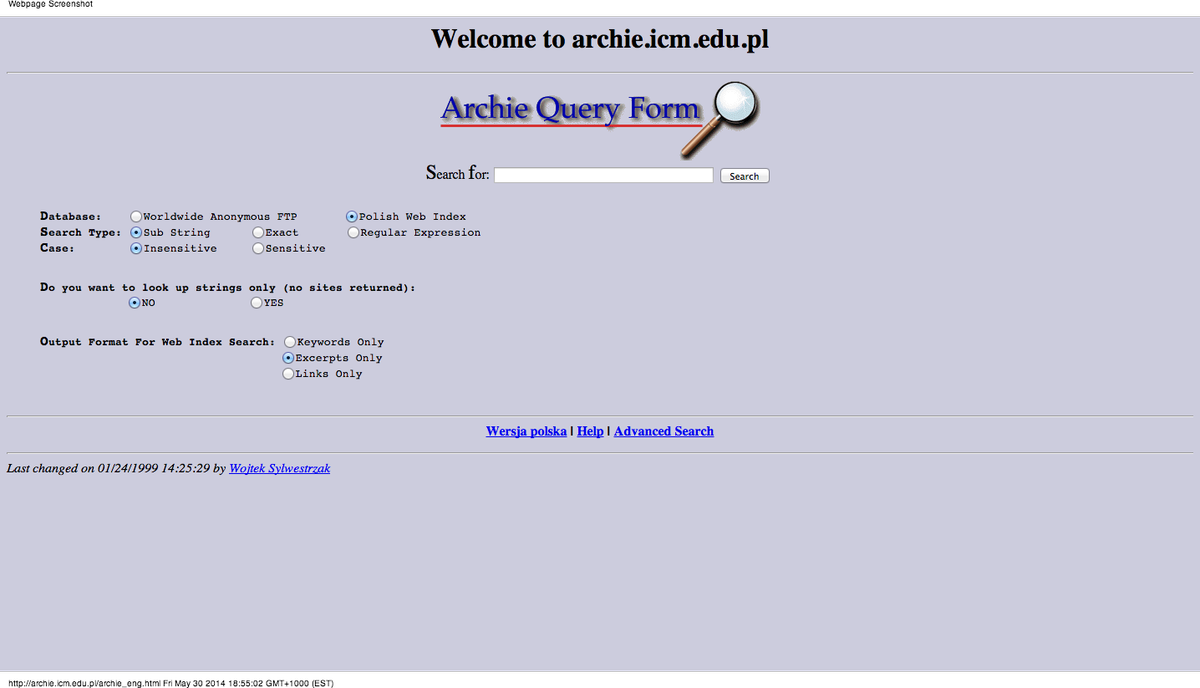 Webpage Screenshot
Welcome to archie.icm.edu.pl
Archie Query Form
Search for: Search
Database: Worldwide Anonymous FTP Polish Web Index
Search Type: Sub String Exact Regular Expression
Case: Insensitive Sensitive
Do you want to look up strings only (no sites returned):
NO YES
Output Format For Web Index Search: Keywords Only
Excerpts Only
Links Only
Wersja polska | Help | Advanced Search
Last changed on 01/24/1999 14:25:29 by Wojtek Sylwestrzak
http://archie.icm.edu.pl/archie_eng.html Fri May 30 2014 18:55:02 GMT+1000 (EST)